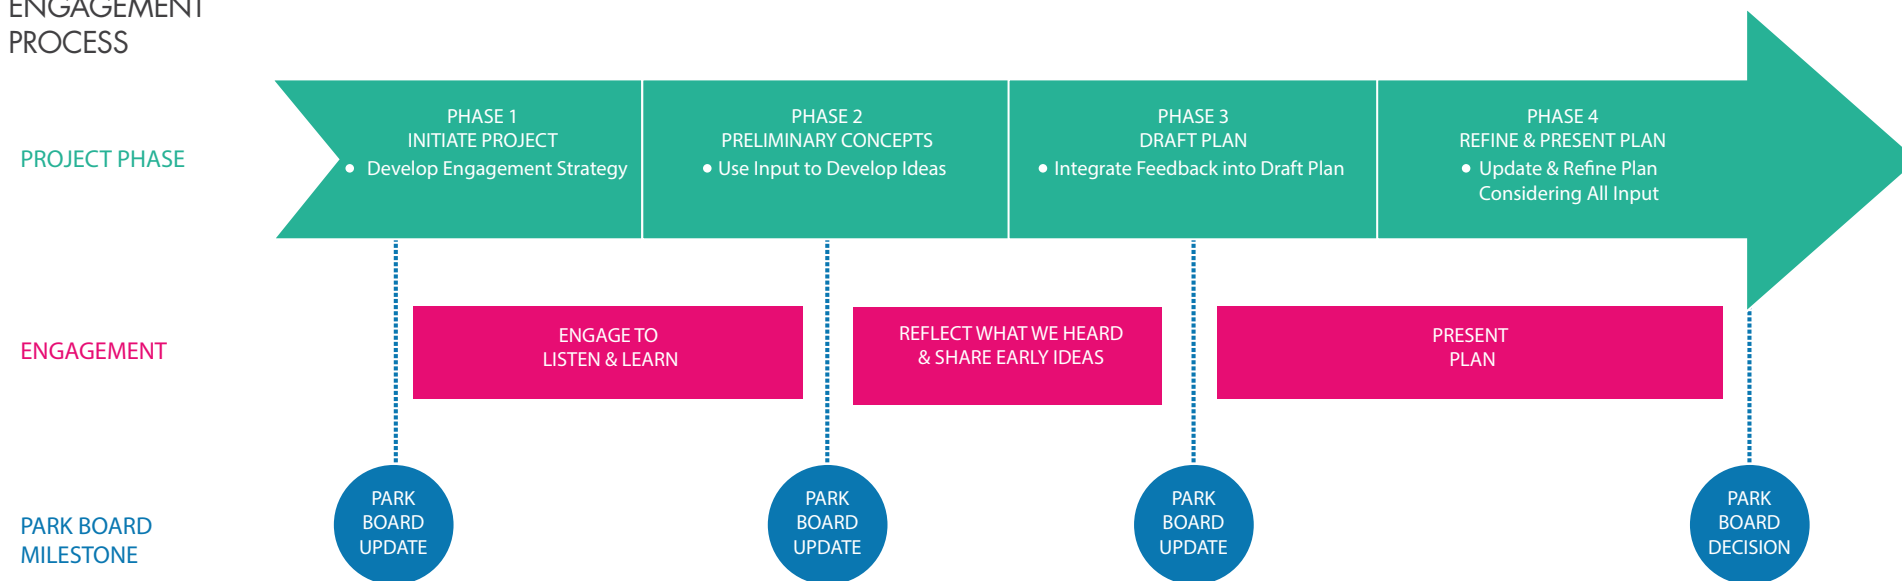 ENGAGEMENT
PROCESS
PROJECT PHASE
PHASE 1
INITIATE PROJECT
• Develop Engagement Strategy
PHASE 2
PRELIMINARY CONCEPTS
• Use Input to Develop Ideas
PHASE 3
DRAFT PLAN
• Integrate Feedback into Draft Plan
PHASE 4
REFINE & PRESENT PLAN
• Update & Refine Plan
Considering All Input
ENGAGEMENT
ENGAGE TO
LISTEN & LEARN
REFLECT WHAT WE HEARD
& SHARE EARLY IDEAS
PRESENT
PLAN
PARK BOARD
MILESTONE
PARK
BOARD
UPDATE
PARK
BOARD
UPDATE
PARK
BOARD
UPDATE
PARK
BOARD
DECISION